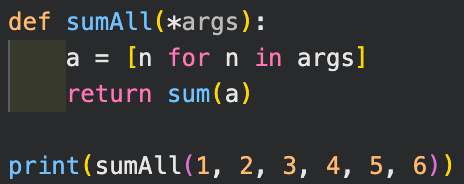 def sumAll(*args):
    a = [n for n in args]
    return sum(a)

print(sumAll(1, 2, 3, 4, 5, 6))